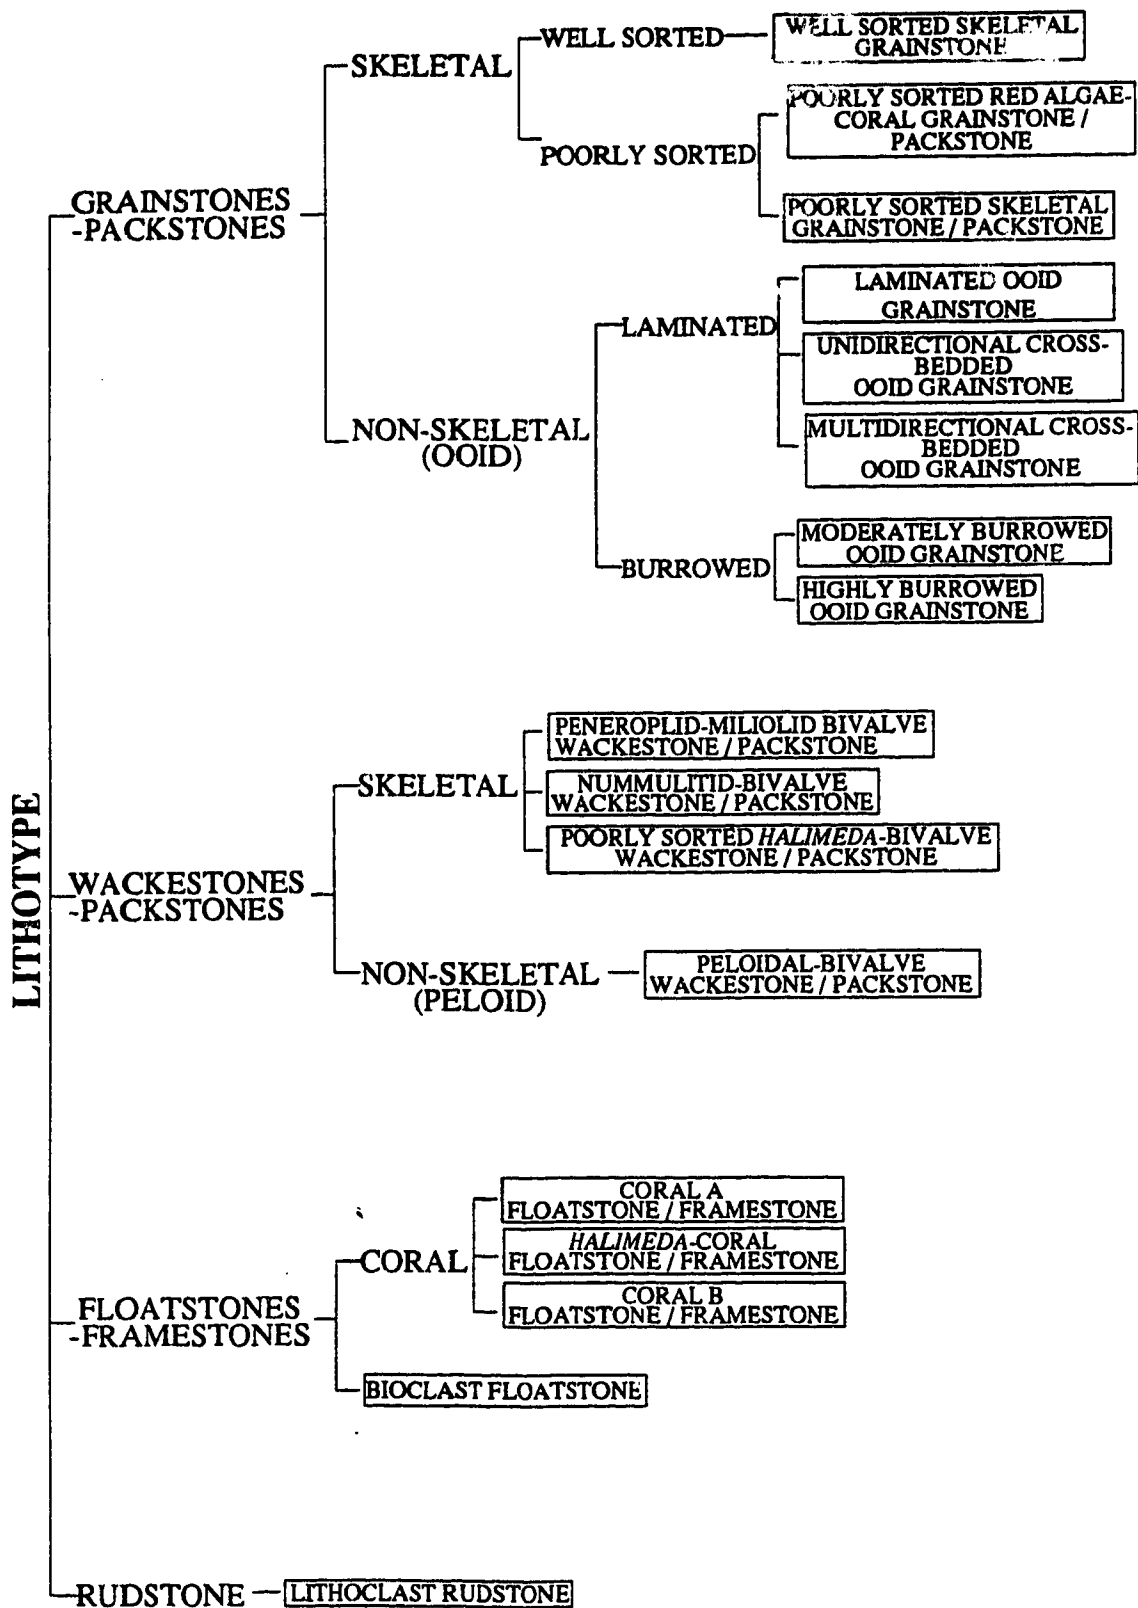 LITHOTYPE
GRAINSTONES
-PACKSTONES
SKELETAL
WELL SORTED
WELL SORTED SKELETAL
GRAINSTONE
POORLY SORTED
POORLY SORTED RED ALGAE-
CORAL GRAINSTONE /
PACKSTONE
POORLY SORTED SKELETAL
GRAINSTONE / PACKSTONE
NON-SKELETAL
(OOID)
LAMINATED
LAMINATED OOID
GRAINSTONE
UNIDIRECTIONAL CROSS-
BEDDED
OOID GRAINSTONE
MULTIDIRECTIONAL CROSS-
BEDDED
OOID GRAINSTONE
BURROWED
MODERATELY BURROWED
OOID GRAINSTONE
HIGHLY BURROWED
OOID GRAINSTONE
WACKESTONES
-PACKSTONES
SKELETAL
PENEROPLID-MILIOLID BIVALVE
WACKESTONE / PACKSTONE
NUMMULITID-BIVALVE
WACKESTONE / PACKSTONE
POORLY SORTED HALIMEDA-BIVALVE
WACKESTONE / PACKSTONE
NON-SKELETAL
(PELOID)
PELOIDAL-BIVALVE
WACKESTONE / PACKSTONE
FLOATSTONES
-FRAMESTONES
CORAL
CORAL A
FLOATSTONE / FRAMESTONE
HALIMEDA-CORAL
FLOATSTONE / FRAMESTONE
CORAL B
FLOATSTONE / FRAMESTONE
BIOCLAST FLOATSTONE
RUDSTONE
LITHOCLAST RUDSTONE